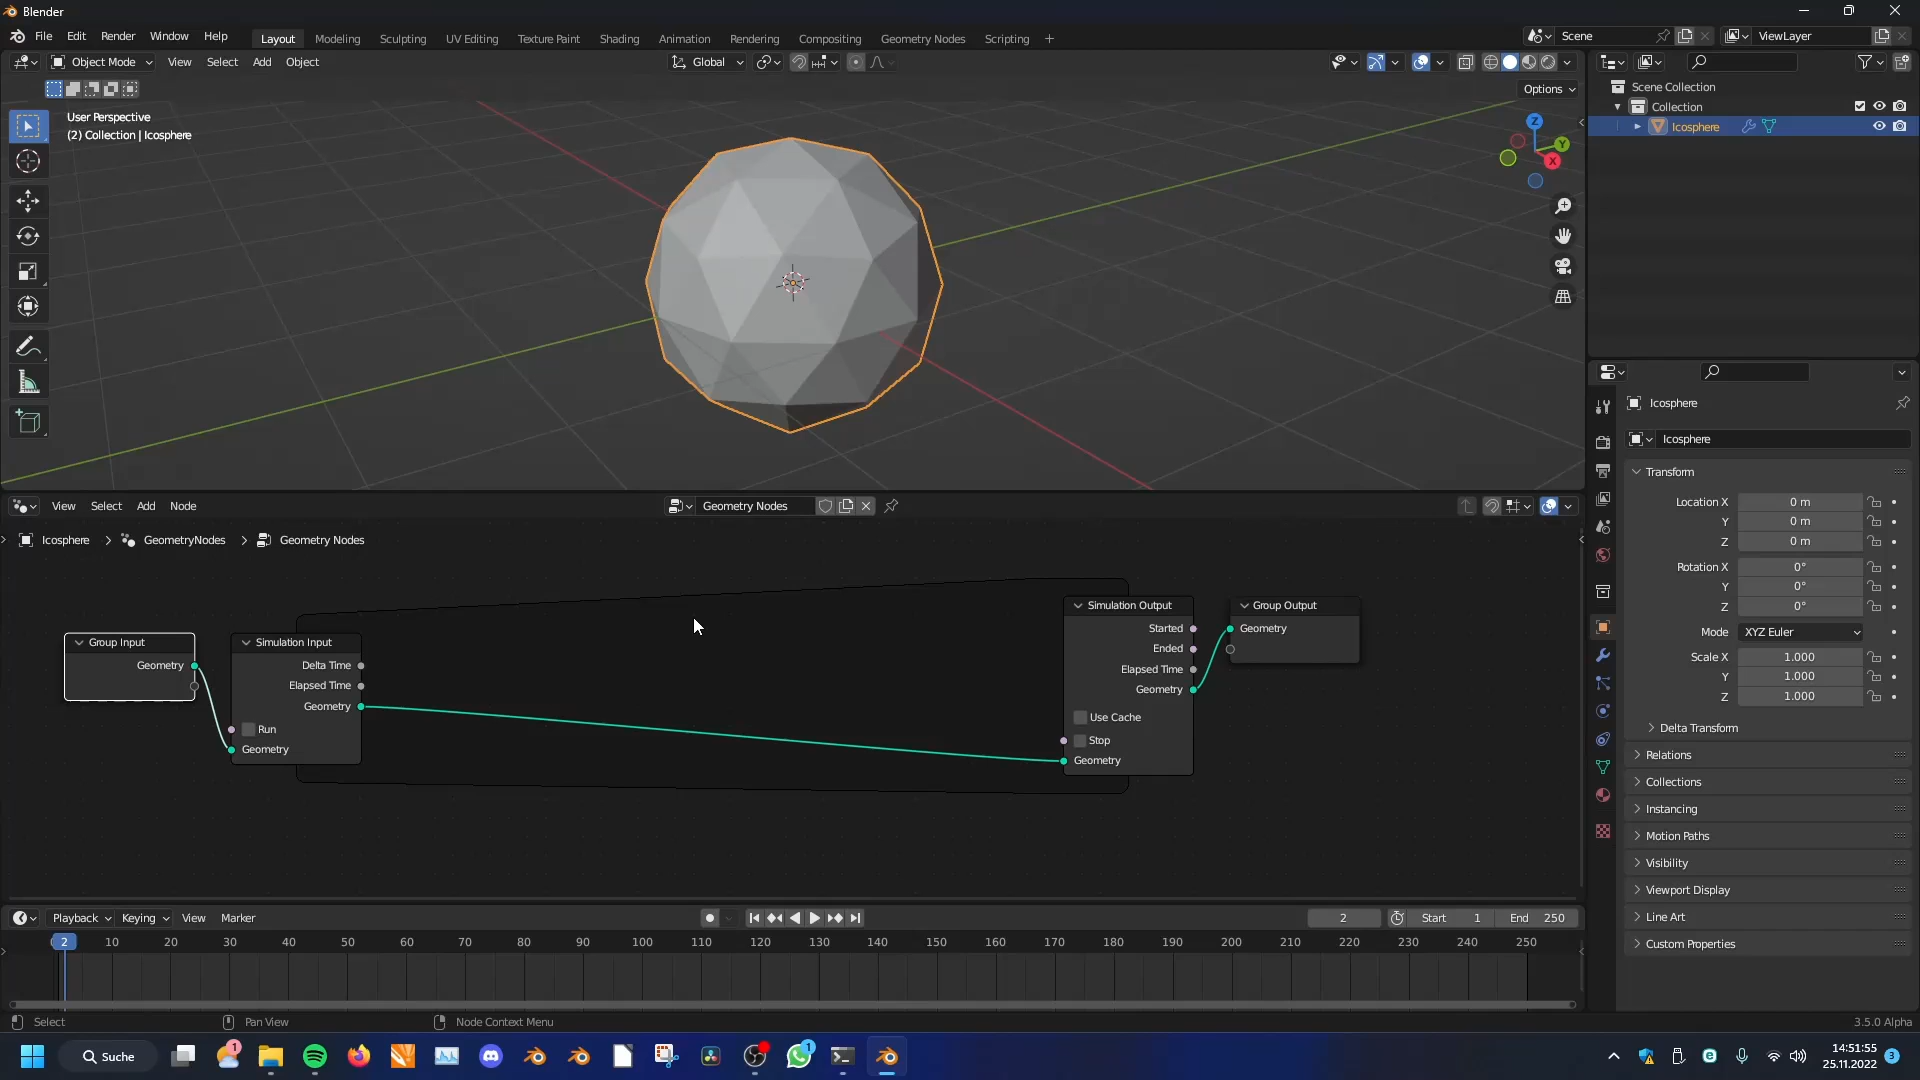 Blender
File Edit Render Window Help Layout Modeling Sculpting UV Editing Texture Paint Shading Animation Rendering Compositing Geometry Nodes Scripting + Scene ViewLayer
Object Mode View Select Add Object Global
Options
User Perspective
(2) Collection | Icosphere
Z
Y
X
Scene Collection
Collection
Icosphere
Icosphere
Icosphere
Transform
Location X 0 m
Y 0 m
Z 0 m
Rotation X 0°
Y 0°
Z 0°
Mode XYZ Euler
Scale X 1.000
Y 1.000
Z 1.000
Delta Transform
Relations
Collections
Instancing
Motion Paths
Visibility
Viewport Display
Line Art
Custom Properties
View Select Add Node Geometry Nodes
Icosphere > GeometryNodes > Geometry Nodes
Group Input
Geometry
Simulation Input
Delta Time
Elapsed Time
Geometry
Run
Geometry
Simulation Output
Started
Ended
Elapsed Time
Geometry
Use Cache
Stop
Geometry
Group Output
Geometry
Playback Keying View Marker 2 Start 1 End 250
2 10 20 30 40 50 60 70 80 90 100 110 120 130 140 150 160 170 180 190 200 210 220 230 240 250
Select Pan View Node Context Menu 3.5.0 Alpha
Suche 1 1 14:51:55
25.11.2022 3